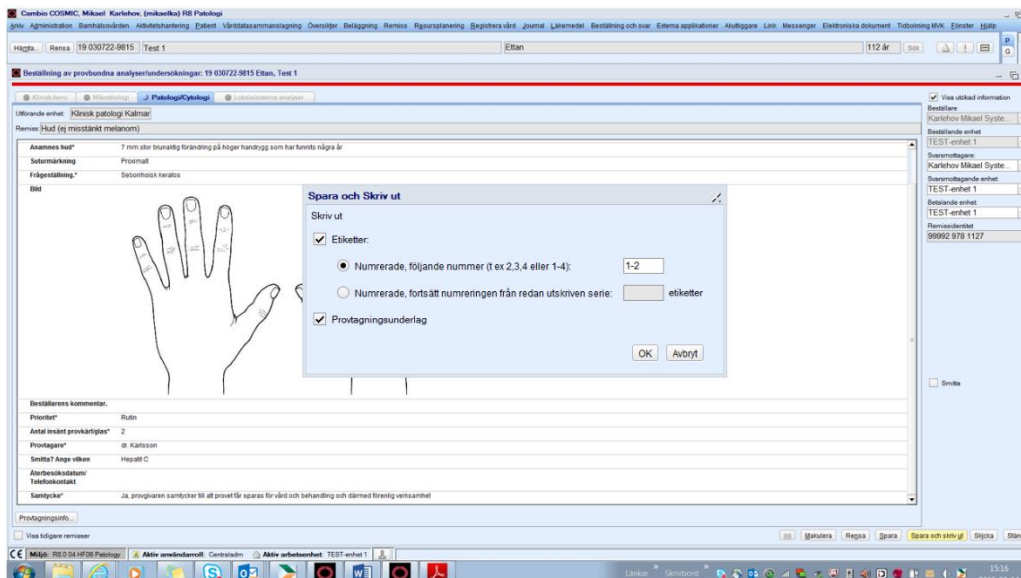 Cambio COSMIC, Mikael Karlehov, (mikaelka) R8 Patologi
Arkiv Administration Barnhälsovården Aktivitetshantering Patient Vårddatasammanslagning Översikter Beläggning Remiss Resursplanering Registrera vård Journal Läkemedel Beställning och svar Externa applikationer Akutliggare Link Messenger Elektroniska dokument Tidbokning MVK Fönster Hjälp
Hämta... Rensa 19 030722-9815 Test 1 Ettan 112 år Sök
P
G
Beställning av provbundna analyser/undersökningar: 19 030722-9815 Ettan, Test 1
Klinisk kemi Mikrobiologi Patologi/Cytologi Lokalalaserna analyser
Utförande enhet: Klinisk patologi Kalmar
Remiss: Hud (ej misstänkt melanom)
Anamnes hud* 7 mm stor brunaktig förändring på höger handrygg som har funnits några år
Suturmärkning Proximalt
Frågeställning.* Seborrhoisk keratos
Bild
Spara och Skriv ut
Skriv ut
Etiketter:
Numrerade, följande nummer (t ex 2,3,4 eller 1-4): 1-2
Numrerade, fortsätt numreringen från redan utskriven serie: etiketter
Provtagningsunderlag
OK Avbryt
Beställarens kommentar.
Prioritet* Rutin
Antal insänt provkärl/glas* 2
Provtagare* dr. Karlsson
Smitta? Ange vilken Hepatit C
Återbesöksdatum/
Telefonkontakt
Samtycke* Ja, provgivaren samtycker till att provet får sparas för vård och behandling och därmed förenlig verksamhet
Provtagningsinfo...
Visa tidigare remisser
Visa utökad information
Beställare
Karlehov Mikael Syste...
Beställande enhet
TEST-enhet 1
Svarsmottagare:
Karlehov Mikael Syste...
Svarsmottagande enhet:
TEST-enhet 1
Betalande enhet:
TEST-enhet 1
Remissidentitet
99992 978 1127
Smitta
Makulera Rensa Spara Spara och skriv ut Skicka Stän
Miljö: R8.0 04 HF06 Patology Aktiv användarroll: Centraladm Aktiv arbetsenhet: TEST-enhet 1
Länkar Skrivbord 15:16